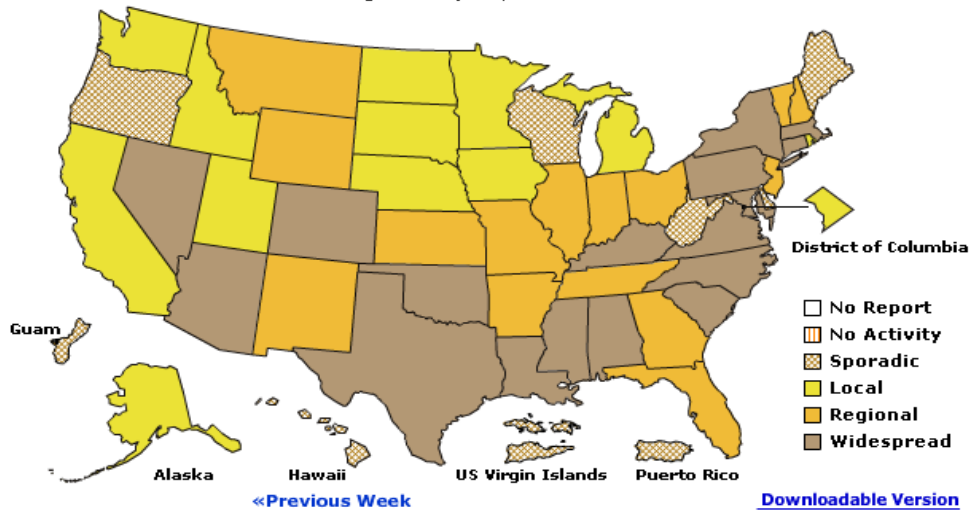 District of Columbia
Guam
No Report
No Activity
Sporadic
Local
Regional
Widespread
Alaska
Hawaii
US Virgin Islands
Puerto Rico
«Previous Week
Downloadable Version